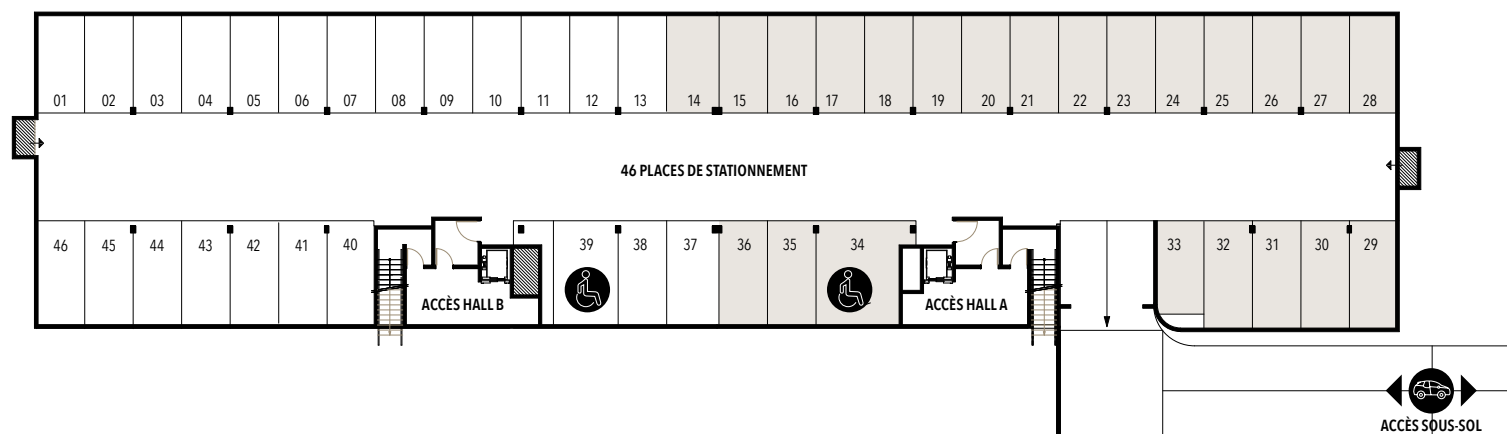 01 02 03 04 05 06 07 08 09 10 11 12 13 14 15 16 17 18 19 20 21 22 23 24 25 26 27 28
46 PLACES DE STATIONNEMENT
46 45 44 43 42 41 40 39 38 37 36 35 34 33 32 31 30 29
ACCÈS HALL B
ACCÈS HALL A
ACCÈS SOUS-SOL